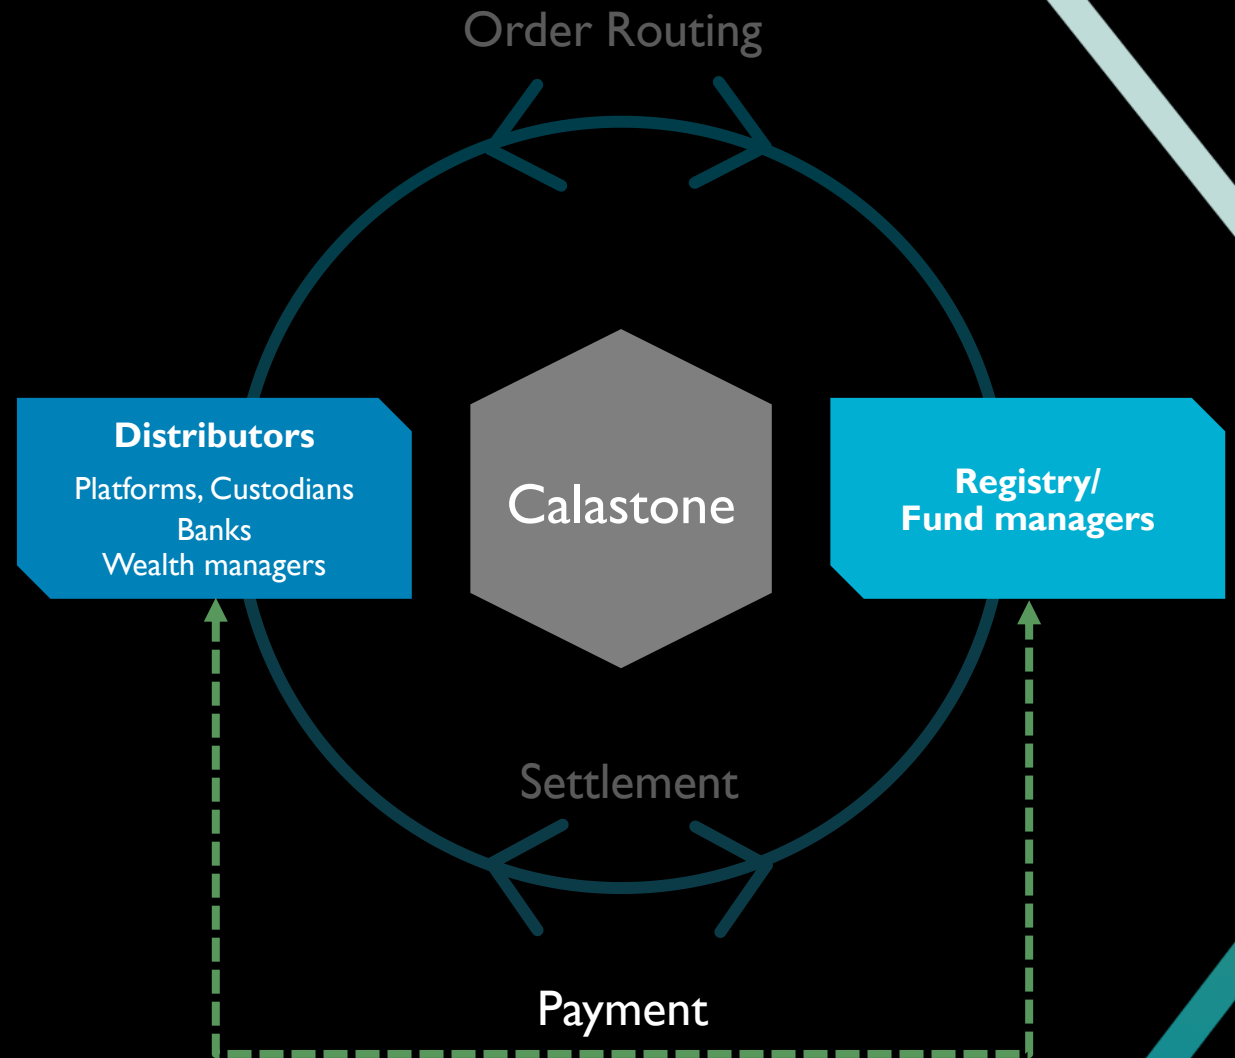 Order Routing
Distributors
Platforms, Custodians
Banks
Wealth managers
Calastone
Registry/
Fund managers
Settlement
Payment